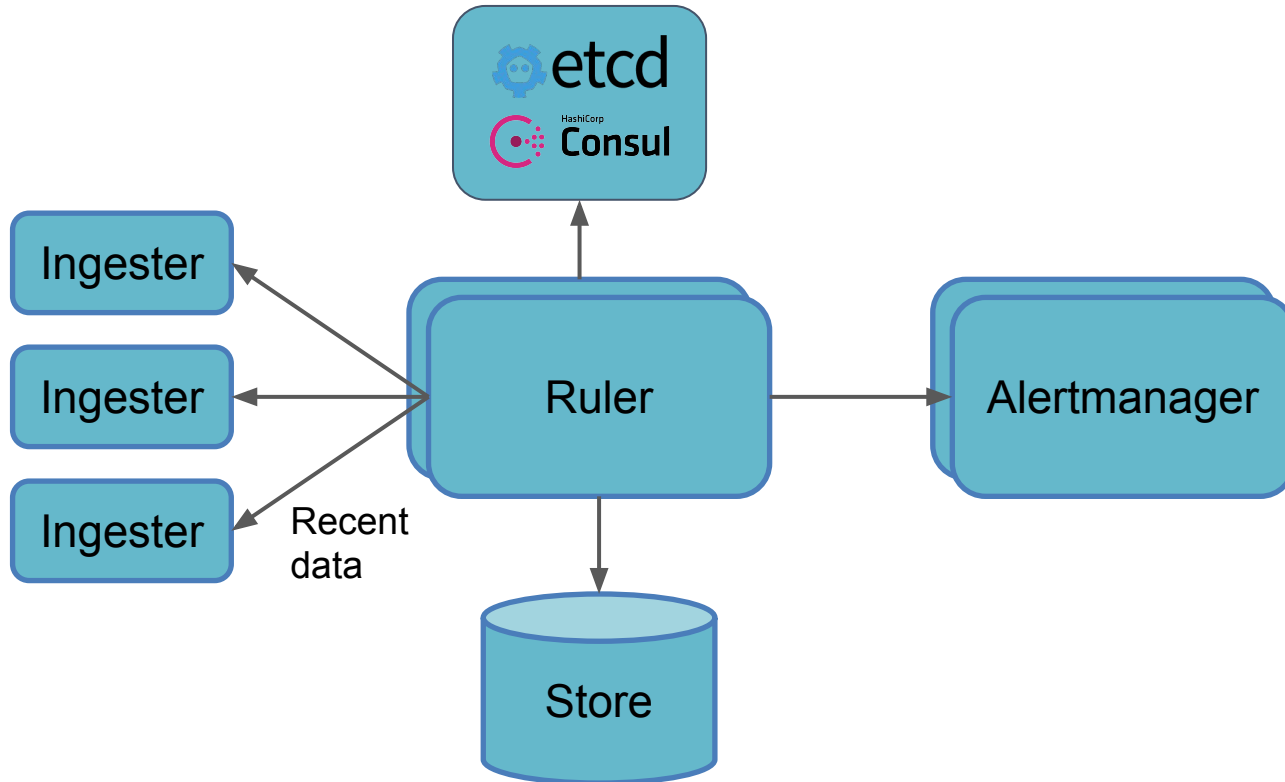 etcd
HashiCorp
Consul
Ingester
Ingester
Ingester
Recent
data
Ruler
Alertmanager
Store